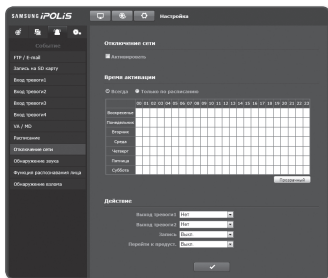 SAMSUNG iPOLiS
Настройка
События
FTP / E-mail
Запись на SD карту
Вход тревоги1
Вход тревоги2
Вход тревоги3
Вход тревоги4
VA / MD
Расписание
Отключение сети
Обнаружение звука
Функция распознавания лица
Обнаружение взлома
Отключение сети
Активировать
Время активации
Всегда Только по расписанию
00 01 02 03 04 05 06 07 08 09 10 11 12 13 14 15 16 17 18 19 20 21 22 23
Воскресенье
Понедельник
Вторник
Среда
Четверг
Пятница
Суббота
Прозрачный
Действие
Выход тревоги1 Нет
Выход тревоги2 Нет
Запись Выкл
Перейти к предуст. Выкл